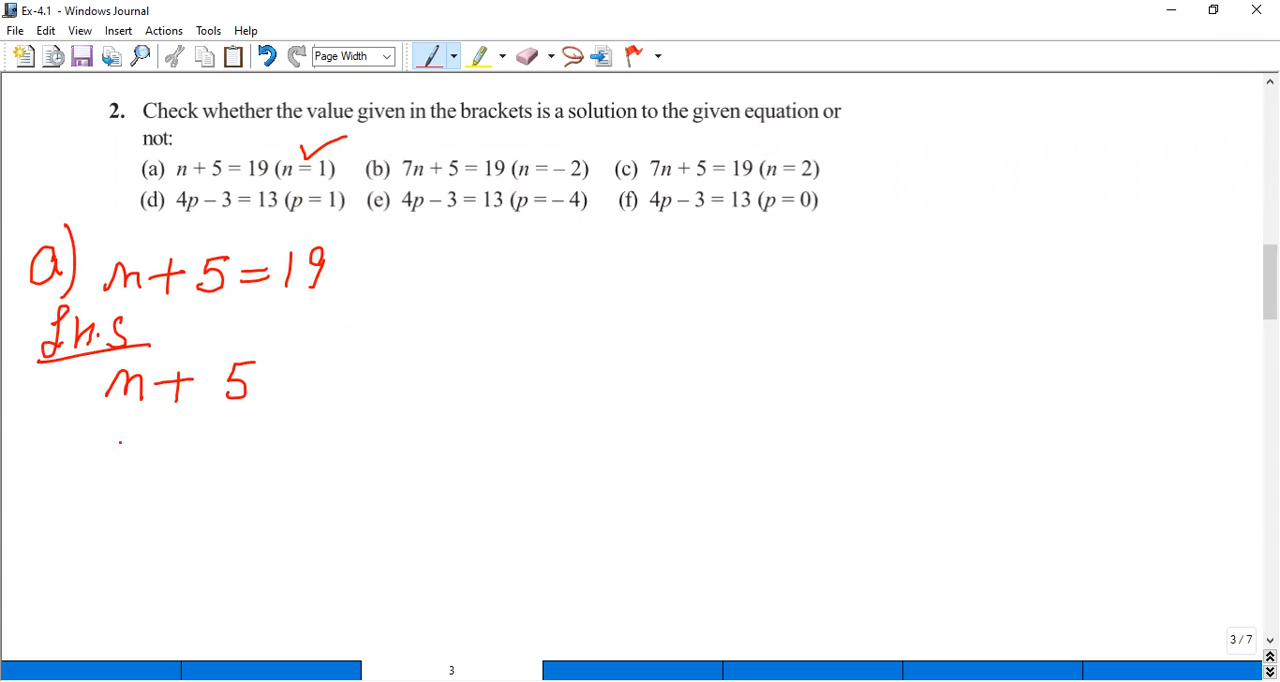 Ex-4.1 - Windows Journal
File Edit View Insert Actions Tools Help
Page Width
2. Check whether the value given in the brackets is a solution to the given equation or
not:
(a) n + 5 = 19 (n = 1) (b) 7n + 5 = 19 (n = – 2) (c) 7n + 5 = 19 (n = 2)
(d) 4p – 3 = 13 (p = 1) (e) 4p – 3 = 13 (p = – 4) (f) 4p – 3 = 13 (p = 0)
a) n + 5 = 19
L.H.S
n + 5
3 / 7
3